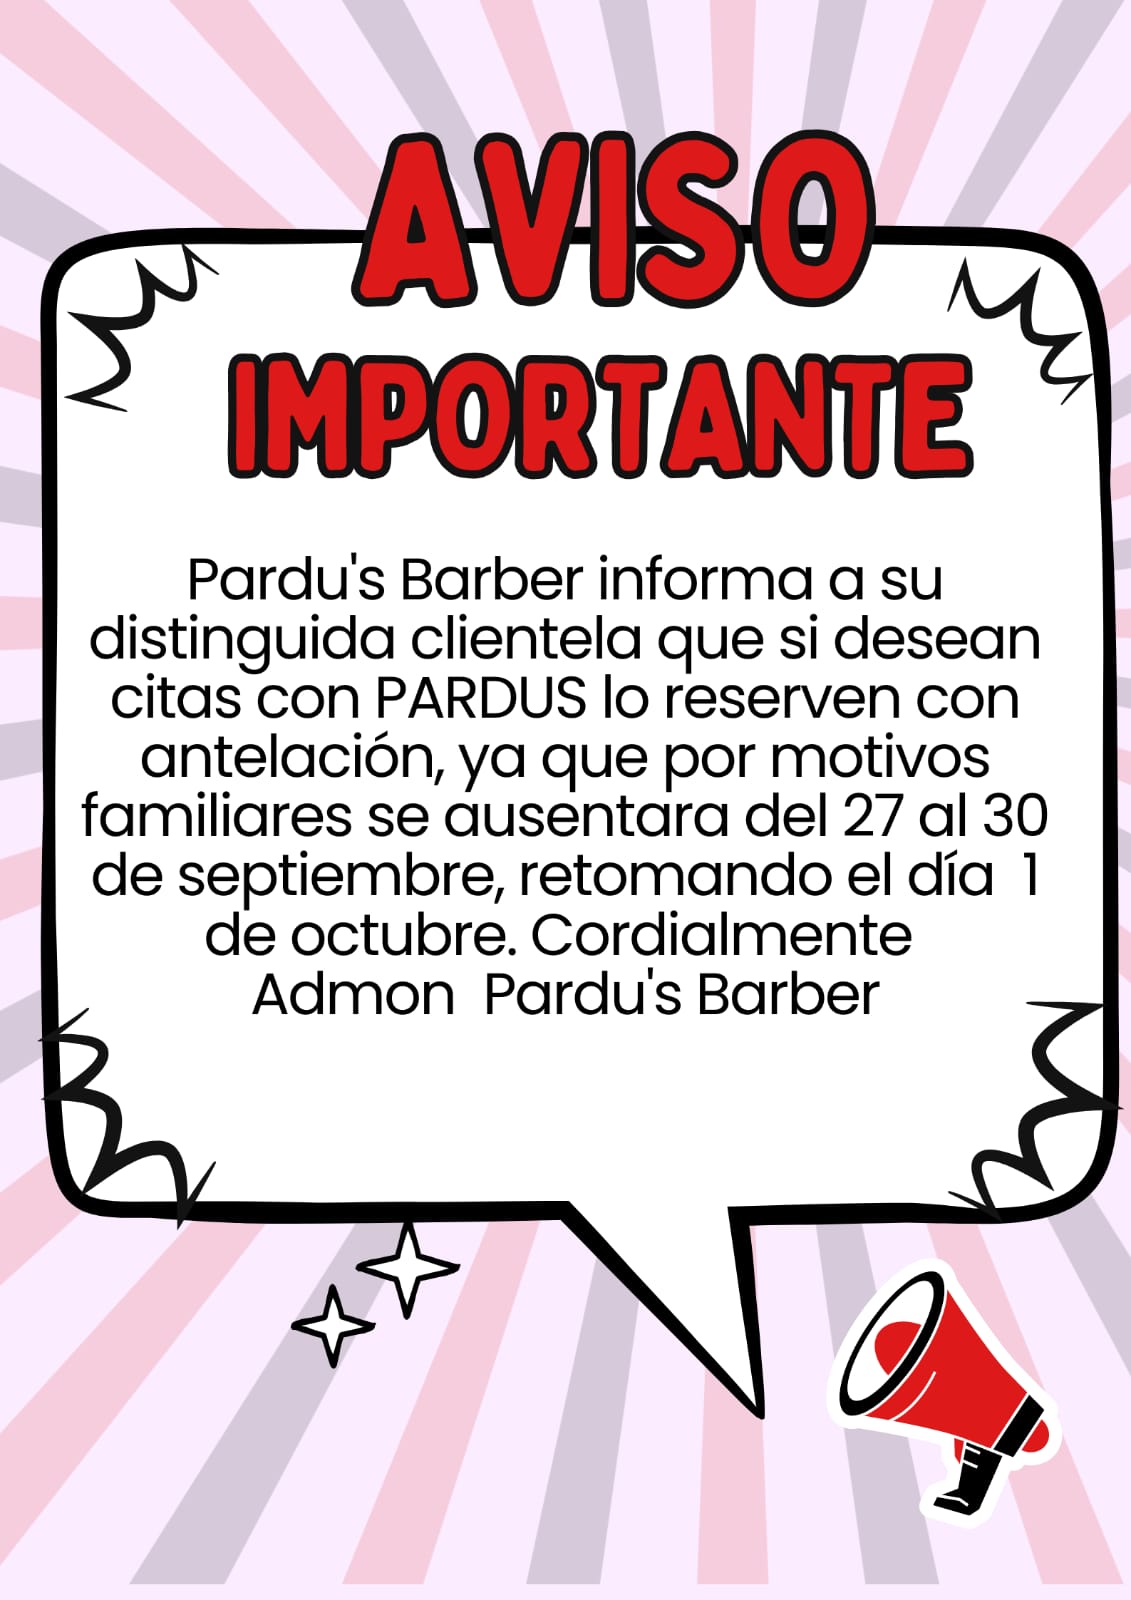 AVISO
IMPORTANTE
Pardu's Barber informa a su
distinguida clientela que si desean
citas con PARDUS lo reserven con
antelación, ya que por motivos
familiares se ausentara del 27 al 30
de septiembre, retomando el día  1
de octubre. Cordialmente
Admon  Pardu's Barber